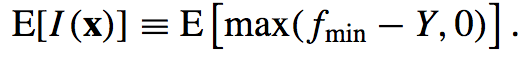 E[I(x)] ≡ E[max(f_min − Y, 0)].